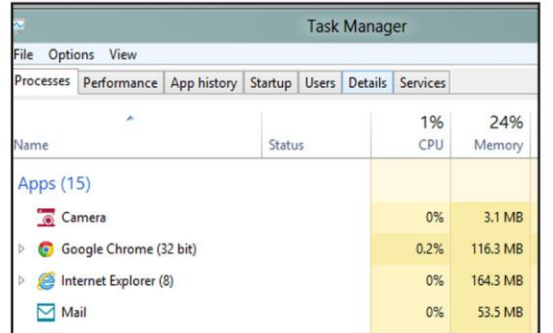 Task Manager
File Options View
Processes Performance App history Startup Users Details Services
1% 24%
Name Status CPU Memory
Apps (15)
Camera 0% 3.1 MB
Google Chrome (32 bit) 0.2% 116.3 MB
Internet Explorer (8) 0% 164.3 MB
Mail 0% 53.5 MB